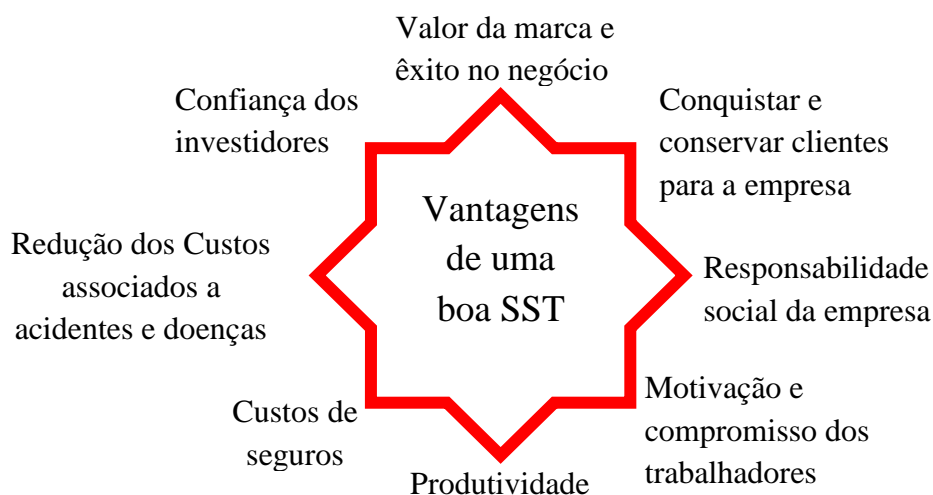 Valor da marca e
êxito no negócio
Confiança dos
investidores
Conquistar e
conservar clientes
para a empresa
Vantagens
de uma
boa SST
Redução dos Custos
associados a
acidentes e doenças
Responsabilidade
social da empresa
Custos de
seguros
Motivação e
compromisso dos
trabalhadores
Produtividade